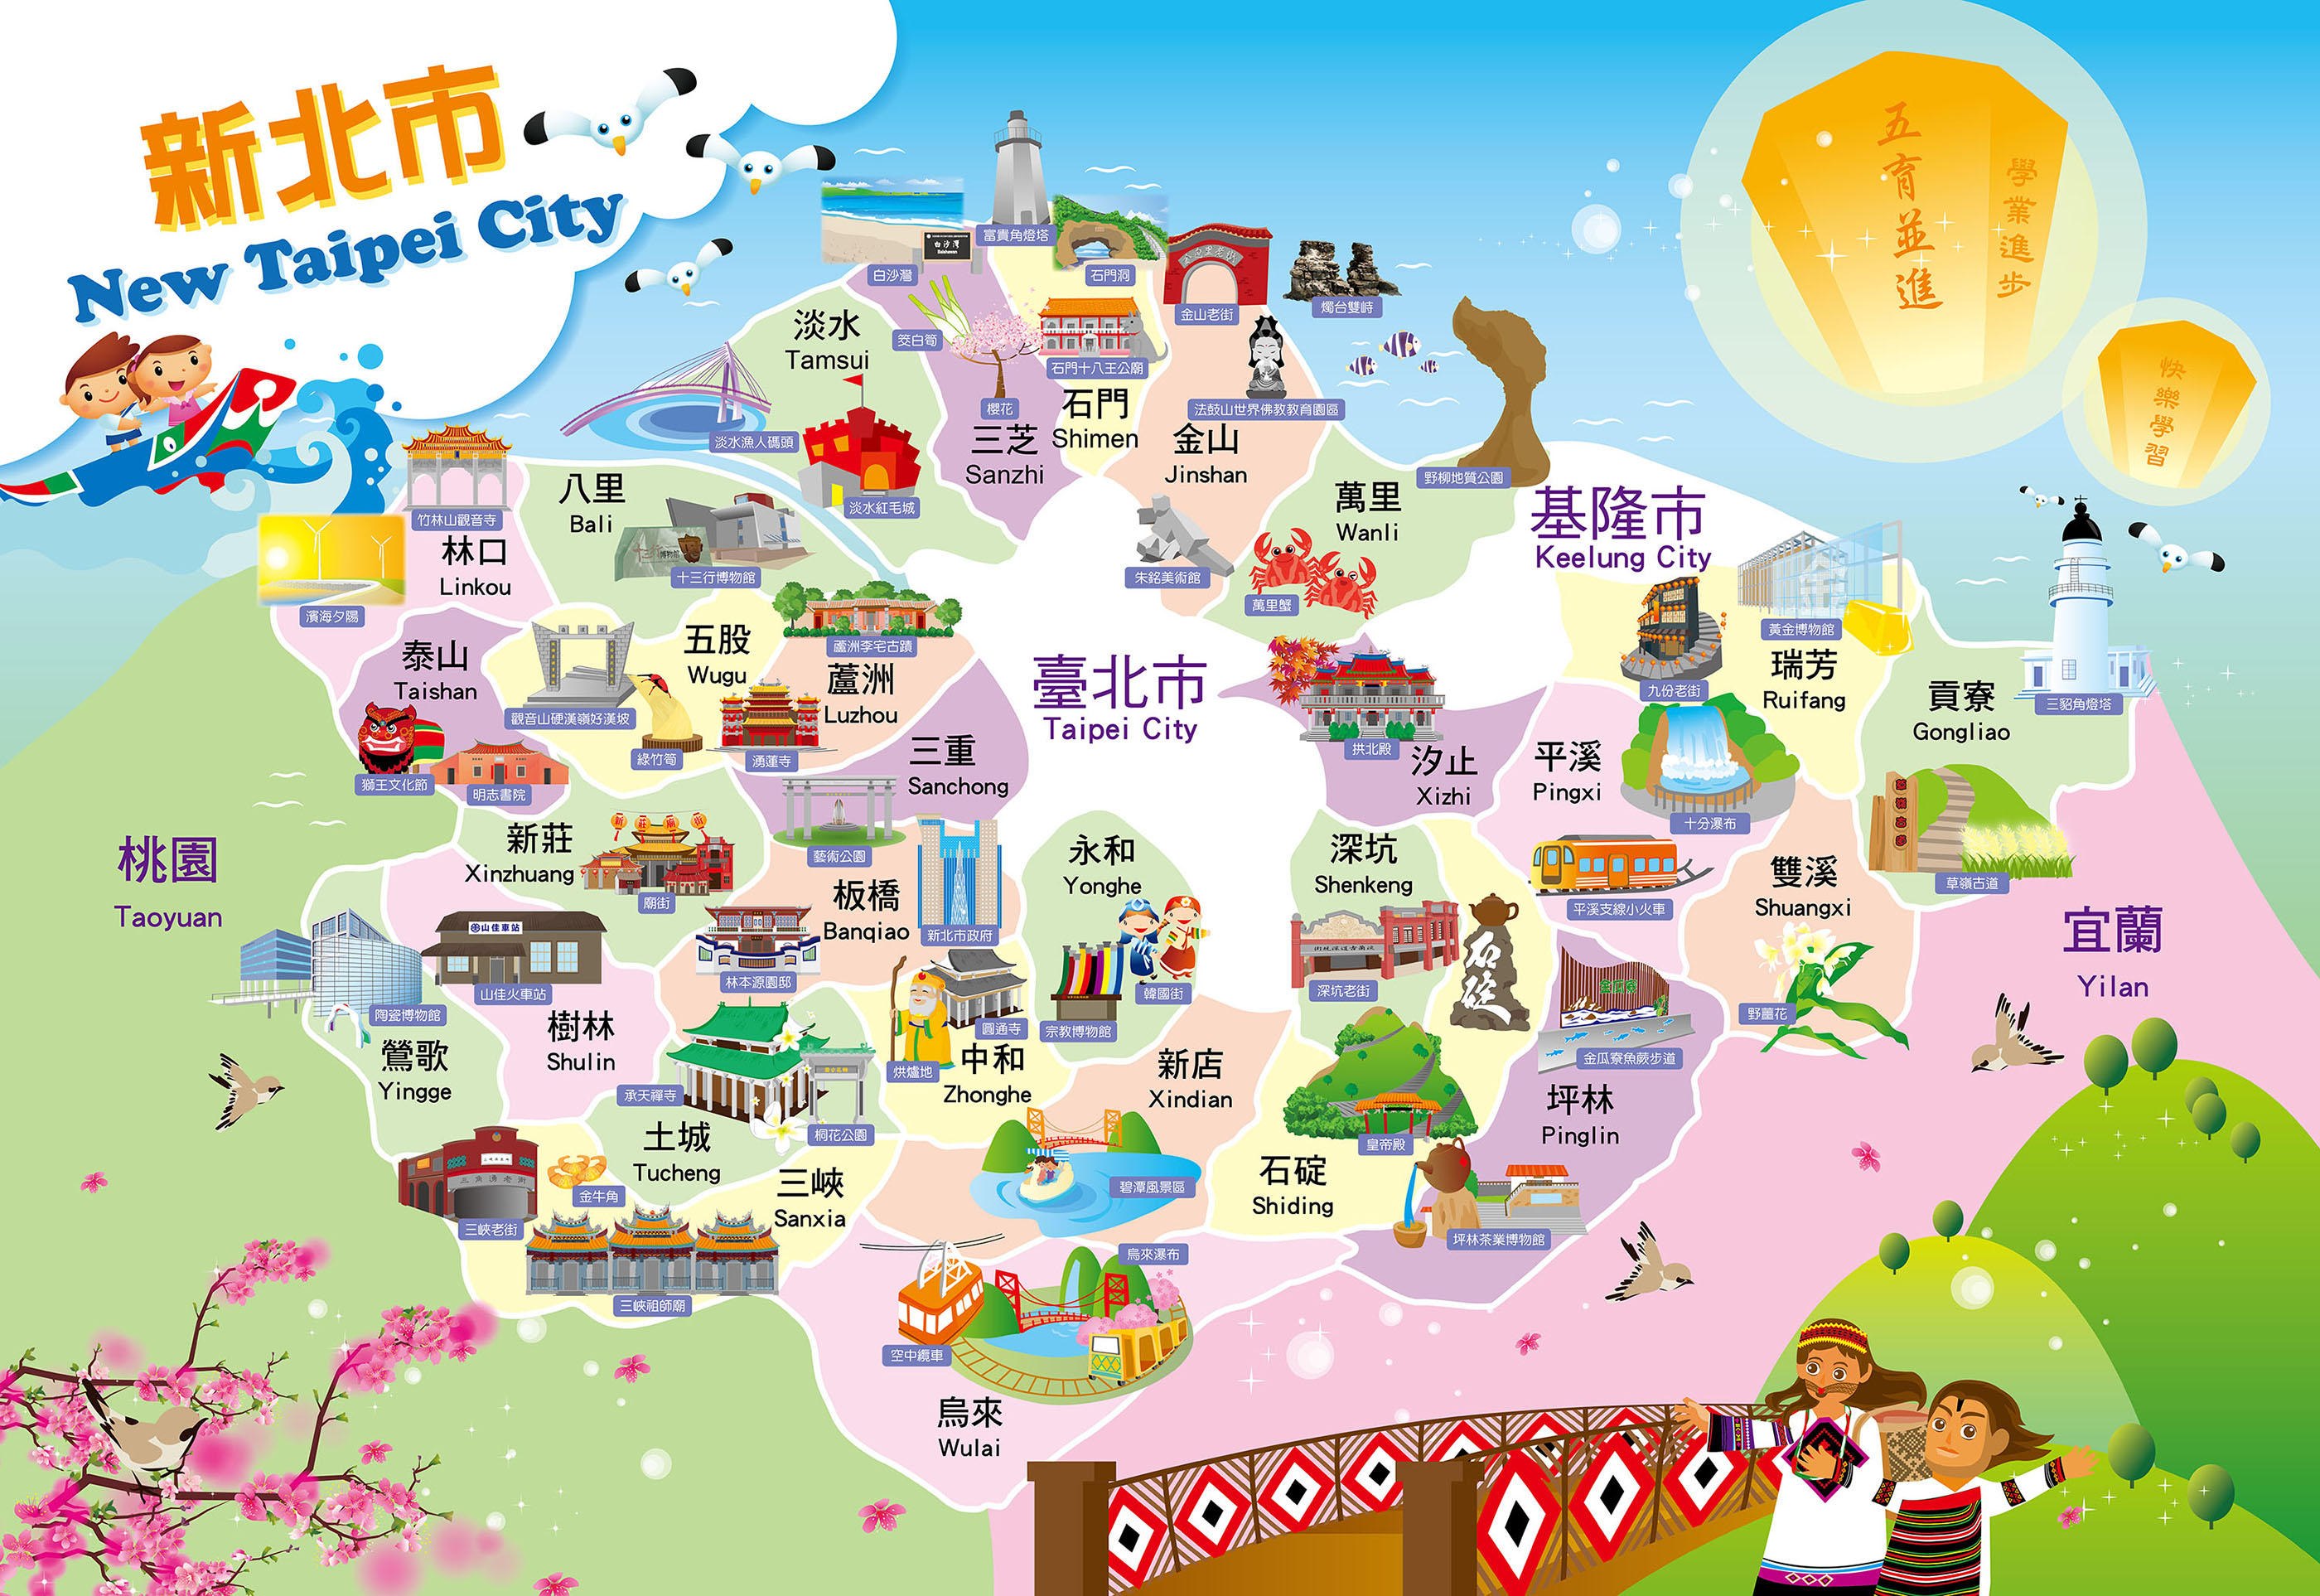 新北市
New Taipei City
五育並進
學業進步
快樂學習
白沙灣
白沙灣
Baishawan
富貴角燈塔
石門洞
金山老街
燭台雙峙
淡水
Tamsui
筊白筍
石門十八王公廟
淡水漁人碼頭
櫻花
三芝
Sanzhi
石門
Shimen
法鼓山世界佛教教育園區
金山
Jinshan
野柳地質公園
淡水紅毛城
竹林山觀音寺
林口
Linkou
八里
Bali
十三行博物館
萬里
Wanli
朱銘美術館
萬里蟹
基隆市
Keelung City
黃金博物館
濱海夕陽
泰山
Taishan
五股
Wugu
蘆洲李宅古蹟
蘆洲
Luzhou
臺北市
Taipei City
九份老街
瑞芳
Ruifang
貢寮
Gongliao
三貂角燈塔
觀音山硬漢嶺好漢坡
綠竹筍
湧蓮寺
獅王文化節
明志書院
三重
Sanchong
拱北殿
汐止
Xizhi
平溪
Pingxi
十分瀑布
桃園
Taoyuan
新莊
Xinzhuang
廟街
藝術公園
板橋
Banqiao
新北市政府
永和
Yonghe
深坑
Shenkeng
平溪支線小火車
雙溪
Shuangxi
草嶺古道
宜蘭
Yilan
山佳車站
山佳火車站
林本源園邸
韓國街
宗教博物館
深坑老街
石碇
金瓜寮
金瓜寮魚蕨步道
野薑花
陶瓷博物館
鶯歌
Yingge
樹林
Shulin
烘爐地
圓通寺
中和
Zhonghe
新店
Xindian
坪林
Pinglin
承天禪寺
桐花公園
土城
Tucheng
皇帝殿
石碇
Shiding
碧潭風景區
三角湧老街
三峽老街
金牛角
三峽
Sanxia
三峽祖師廟
坪林茶業博物館
烏來瀑布
空中纜車
烏來
Wulai